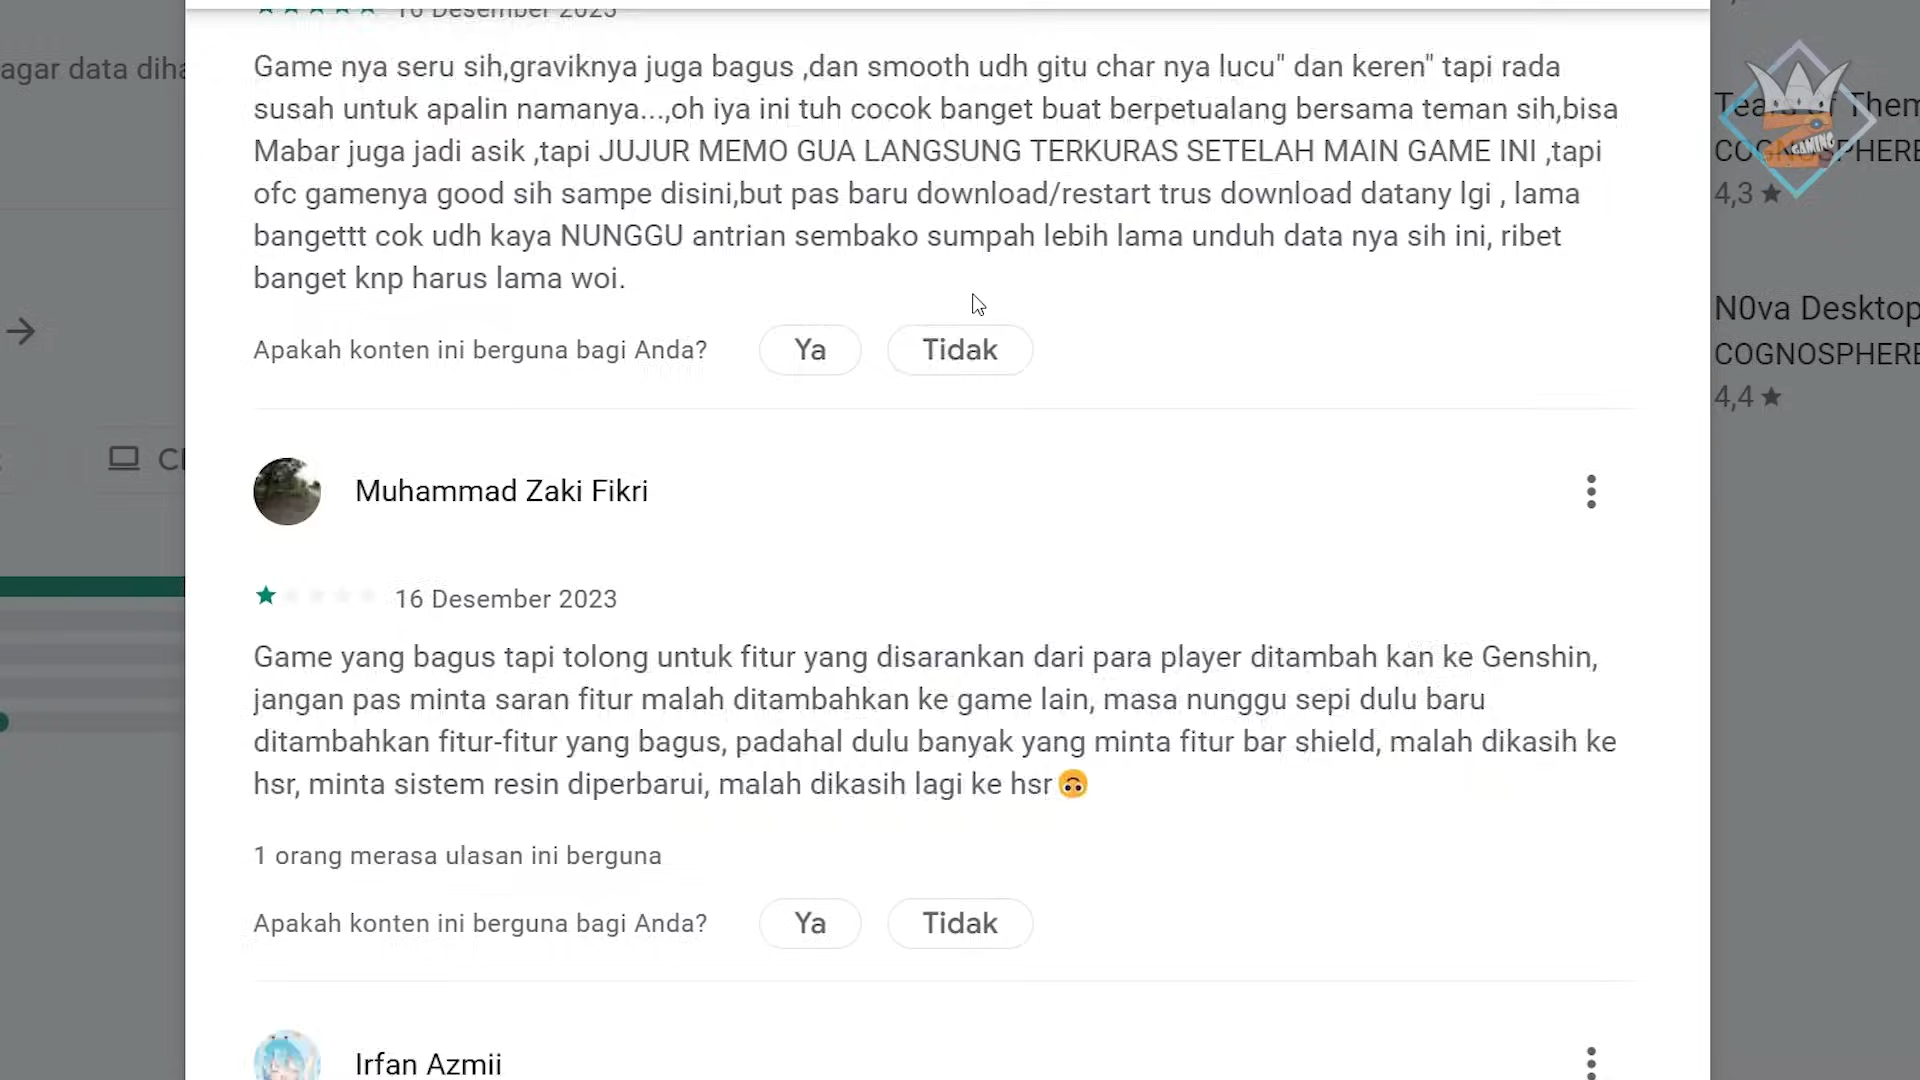 16 Desember 2023
agar data diha
Game nya seru sih,graviknya juga bagus ,dan smooth udh gitu char nya lucu" dan keren" tapi rada
susah untuk apalin namanya...,oh iya ini tuh cocok banget buat berpetualang bersama teman sih,bisa
Mabar juga jadi asik ,tapi JUJUR MEMO GUA LANGSUNG TERKURAS SETELAH MAIN GAME INI ,tapi
ofc gamenya good sih sampe disini,but pas baru download/restart trus download datany lgi , lama
bangettt cok udh kaya NUNGGU antrian sembako sumpah lebih lama unduh data nya sih ini, ribet
banget knp harus lama woi.
Apakah konten ini berguna bagi Anda? Ya Tidak
Muhammad Zaki Fikri
16 Desember 2023
Game yang bagus tapi tolong untuk fitur yang disarankan dari para player ditambah kan ke Genshin,
jangan pas minta saran fitur malah ditambahkan ke game lain, masa nunggu sepi dulu baru
ditambahkan fitur-fitur yang bagus, padahal dulu banyak yang minta fitur bar shield, malah dikasih ke
hsr, minta sistem resin diperbarui, malah dikasih lagi ke hsr🙃
1 orang merasa ulasan ini berguna
Apakah konten ini berguna bagi Anda? Ya Tidak
Irfan Azmii
GAMING
4,3 ★
N0va Desktop
COGNOSPHERE
4,4 ★